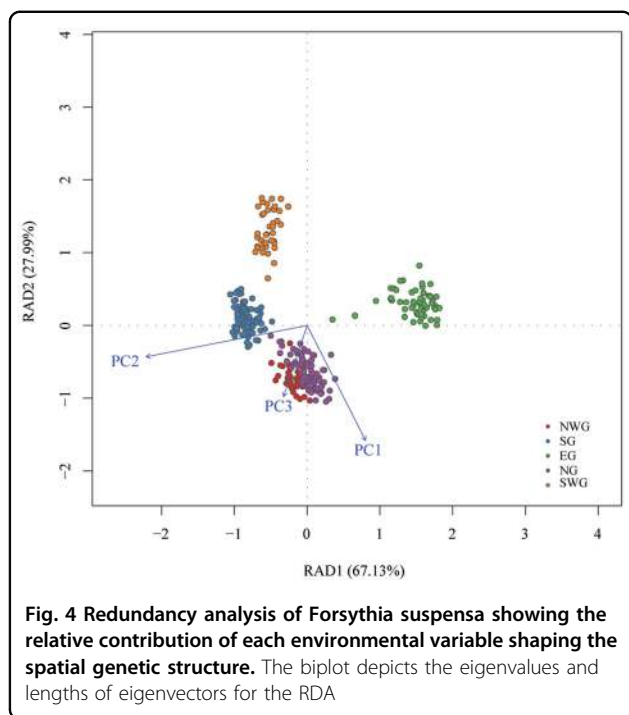 4
3
2
1
0
−1
−2
RAD2 (27.99%)
PC2
PC3
PC1
NWG
SG
EG
NG
SWG
−2 −1 0 1 2 3 4
RAD1 (67.13%)
Fig. 4 Redundancy analysis of Forsythia suspensa showing the
relative contribution of each environmental variable shaping the
spatial genetic structure. The biplot depicts the eigenvalues and
lengths of eigenvectors for the RDA